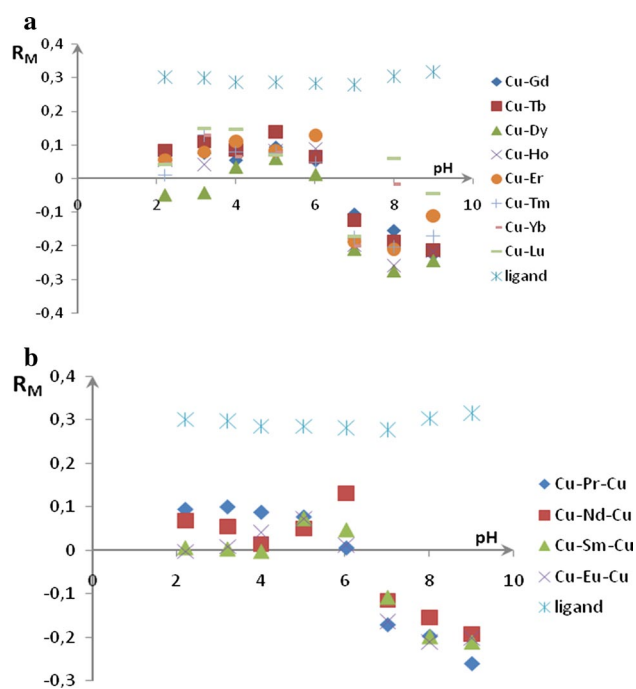 a
R_M
0,4
0,3
0,2
0,1
0
-0,1
-0,2
-0,3
-0,4
0 2 4 6 8 10
pH
Cu-Gd
Cu-Tb
Cu-Dy
Cu-Ho
Cu-Er
Cu-Tm
Cu-Yb
Cu-Lu
ligand
b
R_M
0,4
0,3
0,2
0,1
0
-0,1
-0,2
-0,3
0 2 4 6 8 10
pH
Cu-Pr-Cu
Cu-Nd-Cu
Cu-Sm-Cu
Cu-Eu-Cu
ligand